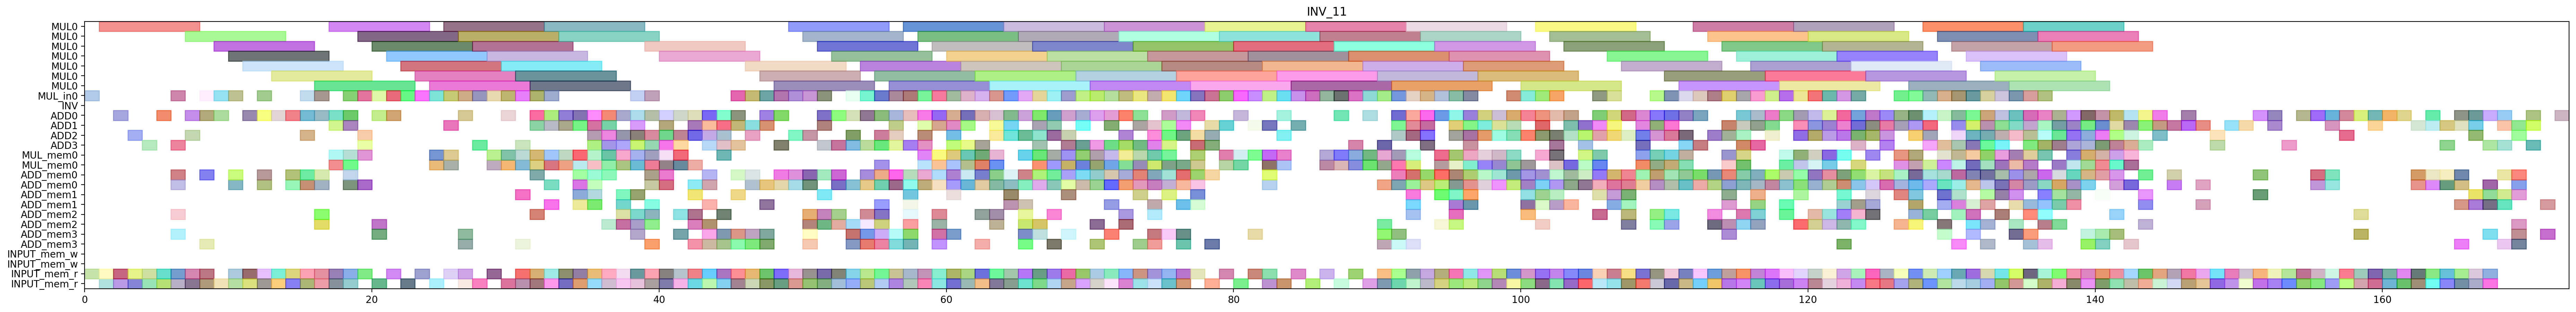 INV_11
MUL0
MUL0
MUL0
MUL0
MUL0
MUL0
MUL0
MUL_in0
INV
ADD0
ADD1
ADD2
ADD3
MUL_mem0
MUL_mem0
ADD_mem0
ADD_mem0
ADD_mem1
ADD_mem1
ADD_mem2
ADD_mem2
ADD_mem3
ADD_mem3
INPUT_mem_w
INPUT_mem_w
INPUT_mem_r
INPUT_mem_r
0 20 40 60 80 100 120 140 160